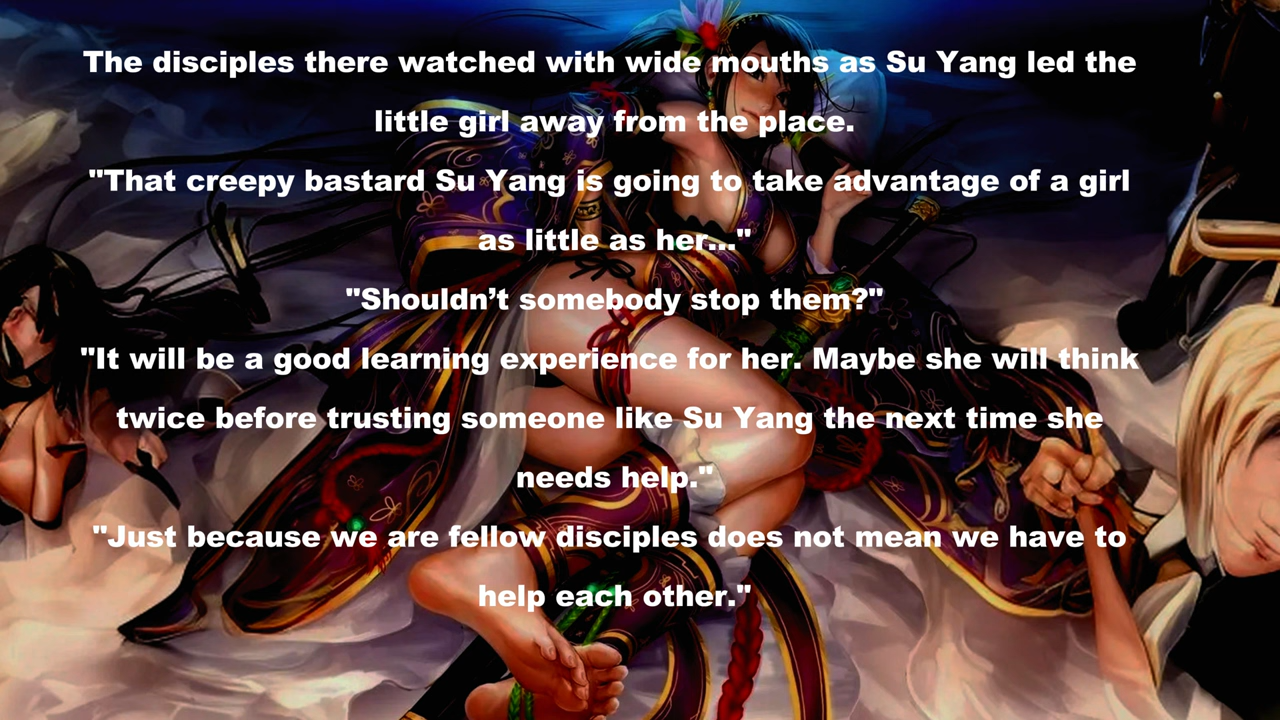 The disciples there watched with wide mouths as Su Yang led the
little girl away from the place.
"That creepy bastard Su Yang is going to take advantage of a girl
as little as her..."
"Shouldn’t somebody stop them?"
"It will be a good learning experience for her. Maybe she will think
twice before trusting someone like Su Yang the next time she
needs help."
"Just because we are fellow disciples does not mean we have to
help each other."